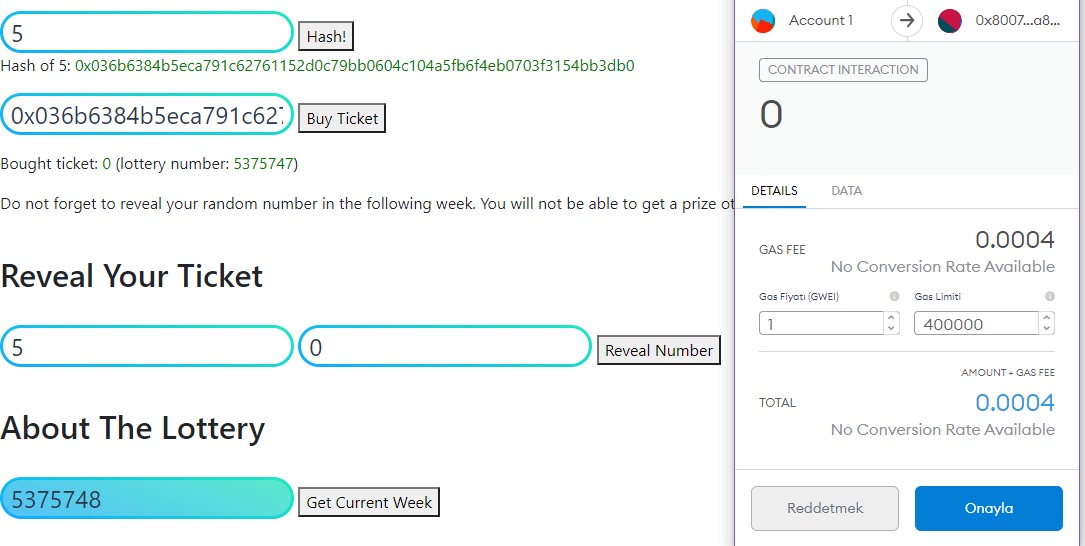 5 Hash!
Hash of 5: 0x036b6384b5eca791c62761152d0c79bb0604c104a5fb6f4eb0703f3154bb3db0
0x036b6384b5eca791c627 Buy Ticket
Bought ticket: 0 (lottery number: 5375747)
Do not forget to reveal your random number in the following week. You will not be able to get a prize ot
Reveal Your Ticket
5 0 Reveal Number
About The Lottery
5375748 Get Current Week
Account 1 0x8007...a8...
CONTRACT INTERACTION
0
DETAILS DATA
GAS FEE 0.0004
No Conversion Rate Available
Gas Fiyatı (GWEI) Gas Limiti
1 400000
AMOUNT + GAS FEE
TOTAL 0.0004
No Conversion Rate Available
Reddetmek Onayla